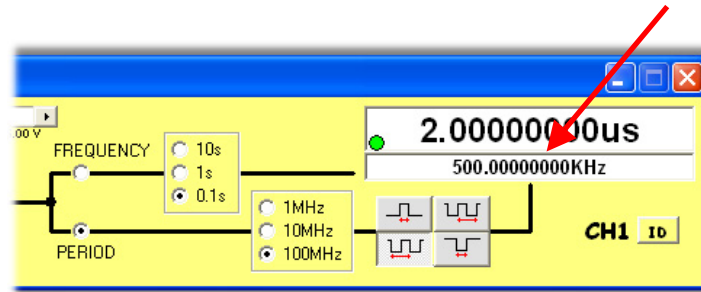 2.00000000us
.00 V
FREQUENCY
10s
500.00000000KHz
1s
0.1s
1MHz
10MHz
CH1 ID
PERIOD
100MHz